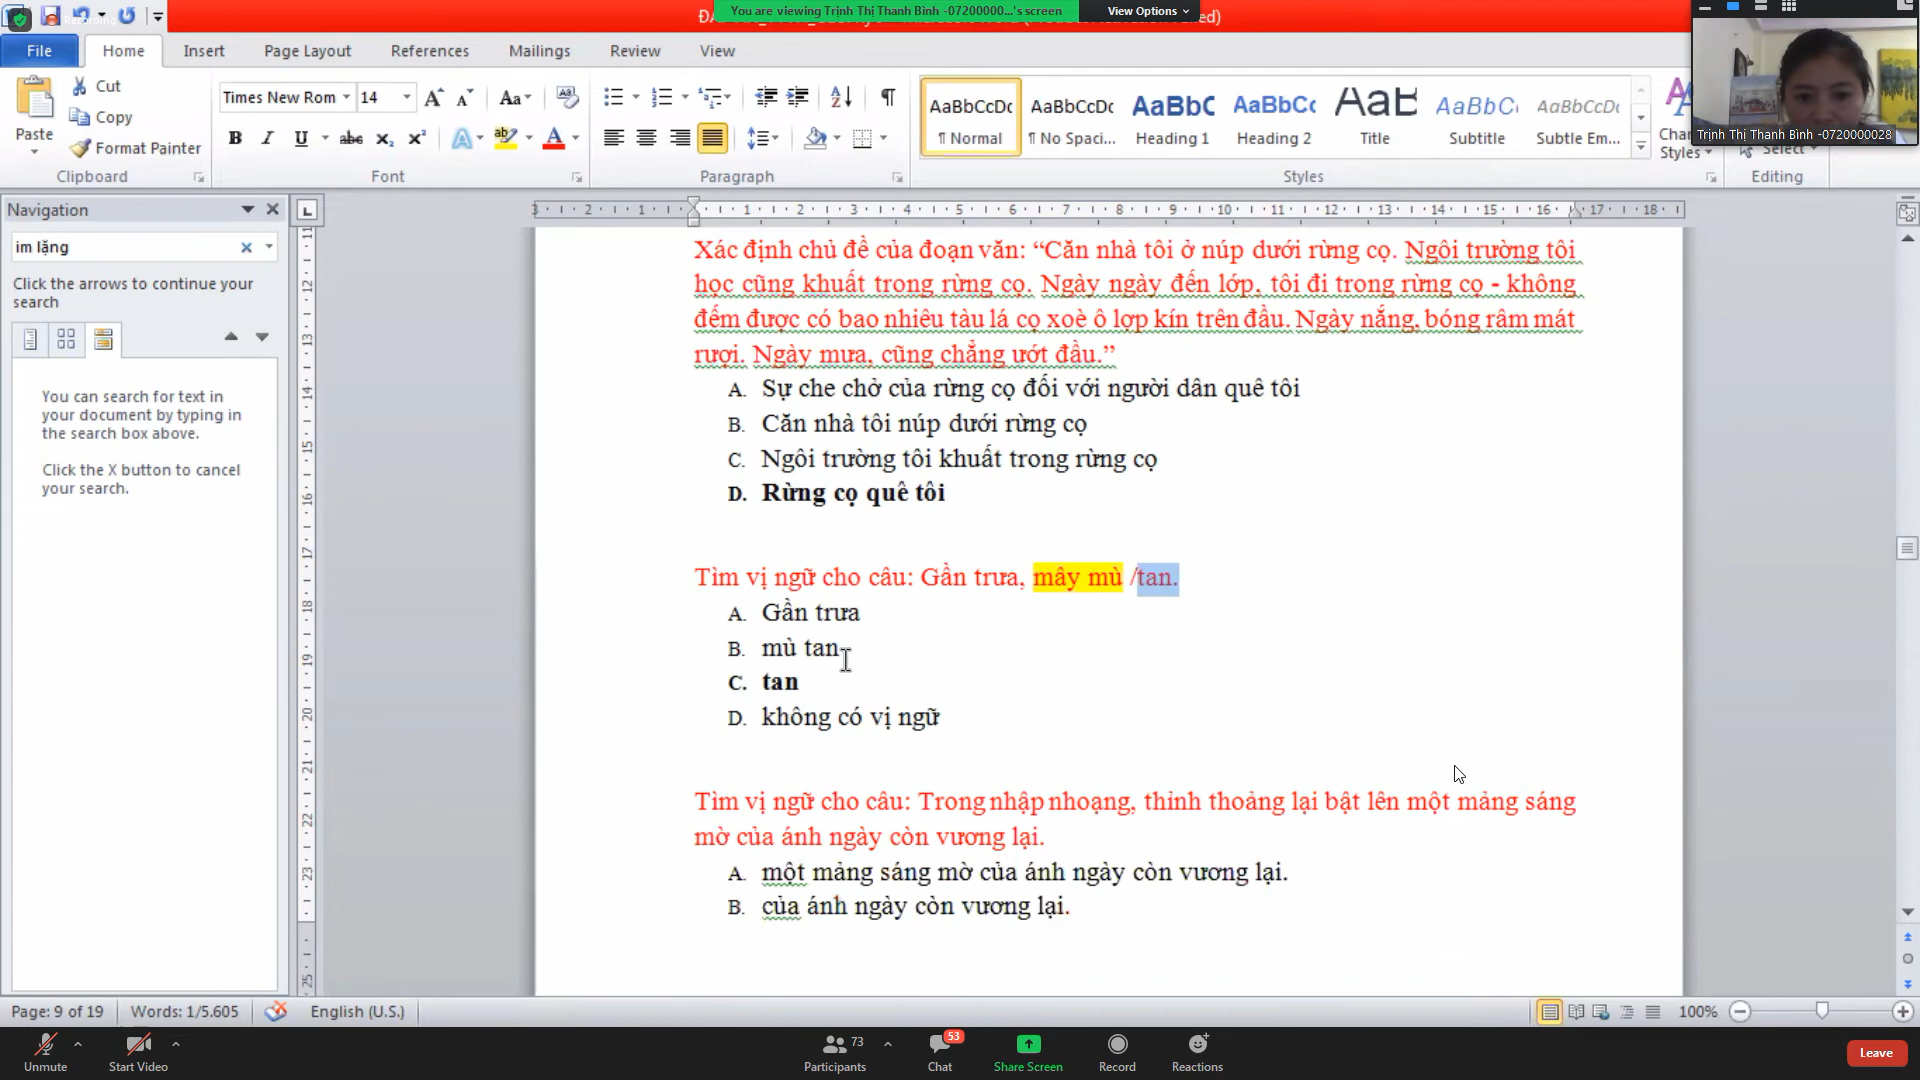 You are viewing Trịnh Thị Thanh Bình -07200000...'s screen
View Options
Recording
File Home Insert Page Layout References Mailings Review View
Trịnh Thị Thanh Bình -0720000028
Paste
Cut
Copy
Format Painter
Clipboard
Times New Rom 14
Font
Paragraph
AaBbCcDc AaBbCcDc AaBbC AaBbCc AaB AaBbC AaBbCcDc
¶ Normal ¶ No Spaci... Heading 1 Heading 2 Title Subtitle Subtle Em...
Styles
Styles
Select
Editing
Navigation
im lặng
Click the arrows to continue your
search
You can search for text in
your document by typing in
the search box above.
Click the X button to cancel
your search.
Xác định chủ đề của đoạn văn: “Căn nhà tôi ở núp dưới rừng cọ. Ngôi trường tôi
học cũng khuất trong rừng cọ. Ngày ngày đến lớp, tôi đi trong rừng cọ - không
đếm được có bao nhiêu tàu lá cọ xoè ô lợp kín trên đầu. Ngày nắng, bóng râm mát
rượi. Ngày mưa, cũng chẳng ướt đầu.”
A. Sự che chở của rừng cọ đối với người dân quê tôi
B. Căn nhà tôi núp dưới rừng cọ
C. Ngôi trường tôi khuất trong rừng cọ
D. Rừng cọ quê tôi
Tìm vị ngữ cho câu: Gần trưa, mây mù /tan.
A. Gần trưa
B. mù tan
C. tan
D. không có vị ngữ
Tìm vị ngữ cho câu: Trong nhập nhoạng, thỉnh thoảng lại bật lên một mảng sáng
mờ của ánh ngày còn vương lại.
A. một mảng sáng mờ của ánh ngày còn vương lại.
B. của ánh ngày còn vương lại.
Page: 9 of 19 Words: 1/5.605 English (U.S.) 100%
Unmute Start Video Participants 73 Chat 53 Share Screen Record Reactions Leave